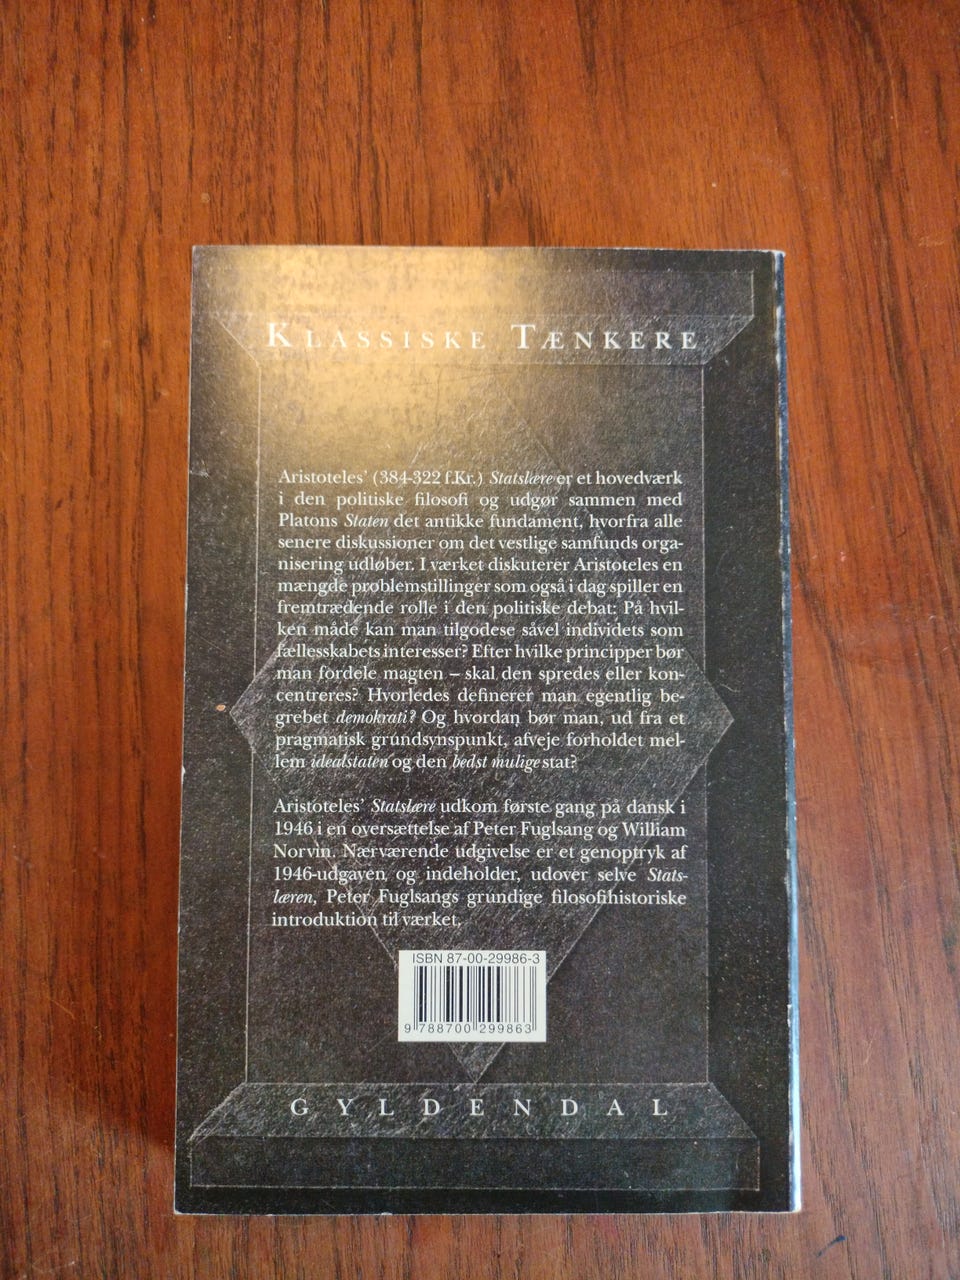 KLASSISKE TÆNKERE
Aristoteles' (384-322 f.Kr.) Statslære er et hovedværk
i den politiske filosofi og udgør sammen med
Platons Staten det antikke fundament, hvorfra alle
senere diskussioner om det vestlige samfunds orga-
nisering udløber. I værket diskuterer Aristoteles en
mængde problemstillinger som også i dag spiller en
fremtrædende rolle i den politiske debat: På hvil-
ken måde kan man tilgodese såvel individets som
fællesskabets interesser? Efter hvilke principper bør
man fordele magten – skal den spredes eller kon-
centreres? Hvorledes definerer man egentlig be-
grebet demokrati? Og hvordan bør man, ud fra et
pragmatisk grundsynspunkt, afveje forholdet mel-
lem idealstaten og den bedst mulige stat?
Aristoteles' Statslære udkom første gang på dansk i
1946 i en oversættelse af Peter Fuglsang og William
Norvin. Nærværende udgivelse er et genoptryk af
1946-udgaven og indeholder, udover selve Stats-
læren, Peter Fuglsangs grundige filosofihistoriske
introduktion til værket.
ISBN 87-00-29986-3
9 788700 299863
GYLDENDAL